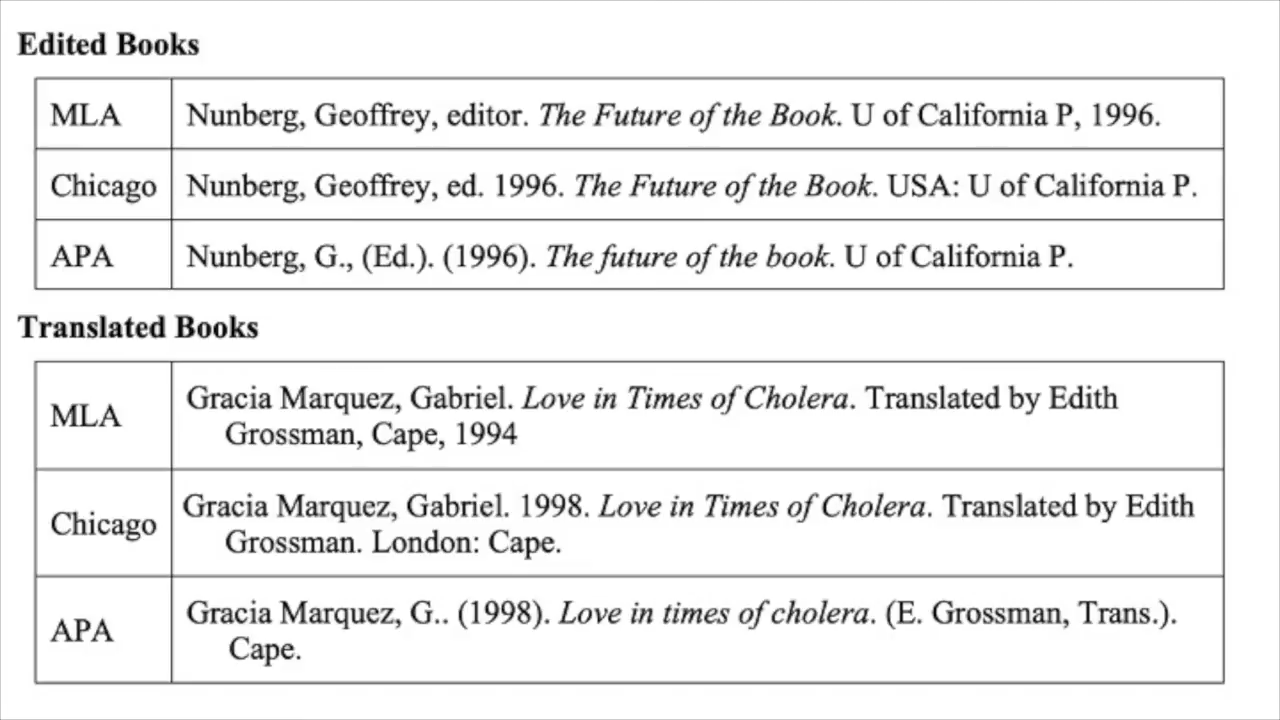 Edited Books
MLA
Nunberg, Geoffrey, editor. The Future of the Book. U of California P, 1996.
Chicago
Nunberg, Geoffrey, ed. 1996. The Future of the Book. USA: U of California P.
APA
Nunberg, G., (Ed.). (1996). The future of the book. U of California P.
Translated Books
MLA
Gracia Marquez, Gabriel. Love in Times of Cholera. Translated by Edith
Grossman, Cape, 1994
Chicago
Gracia Marquez, Gabriel. 1998. Love in Times of Cholera. Translated by Edith
Grossman. London: Cape.
APA
Gracia Marquez, G.. (1998). Love in times of cholera. (E. Grossman, Trans.).
Cape.